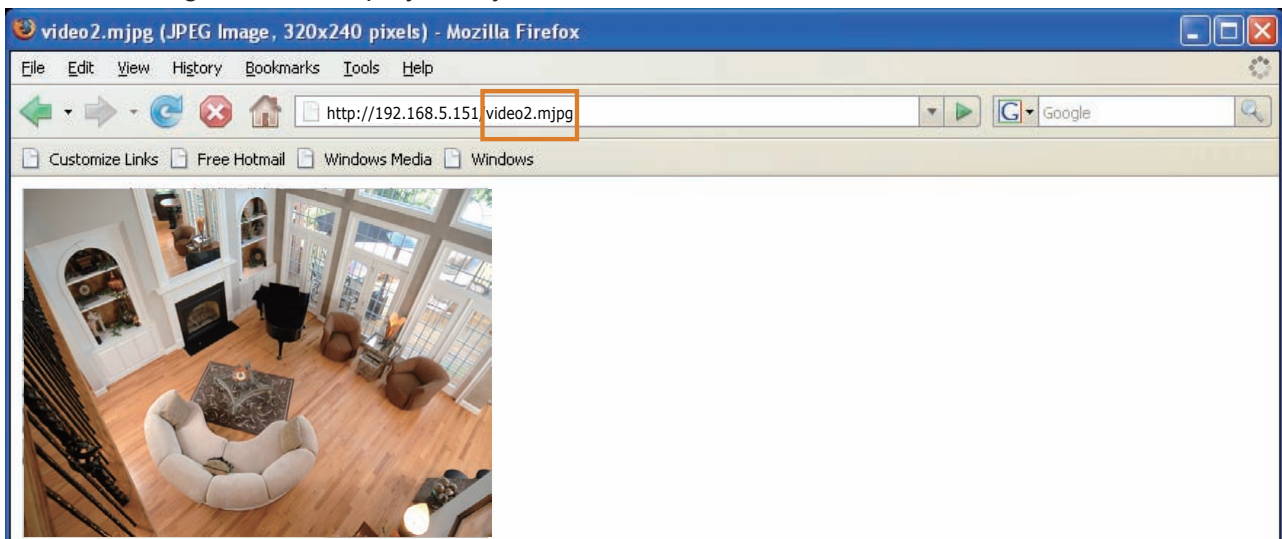 video2.mjpg (JPEG Image, 320x240 pixels) - Mozilla Firefox
File Edit View History Bookmarks Tools Help
http://192.168.5.151/video2.mjpg
G Google
Customize Links Free Hotmail Windows Media Windows